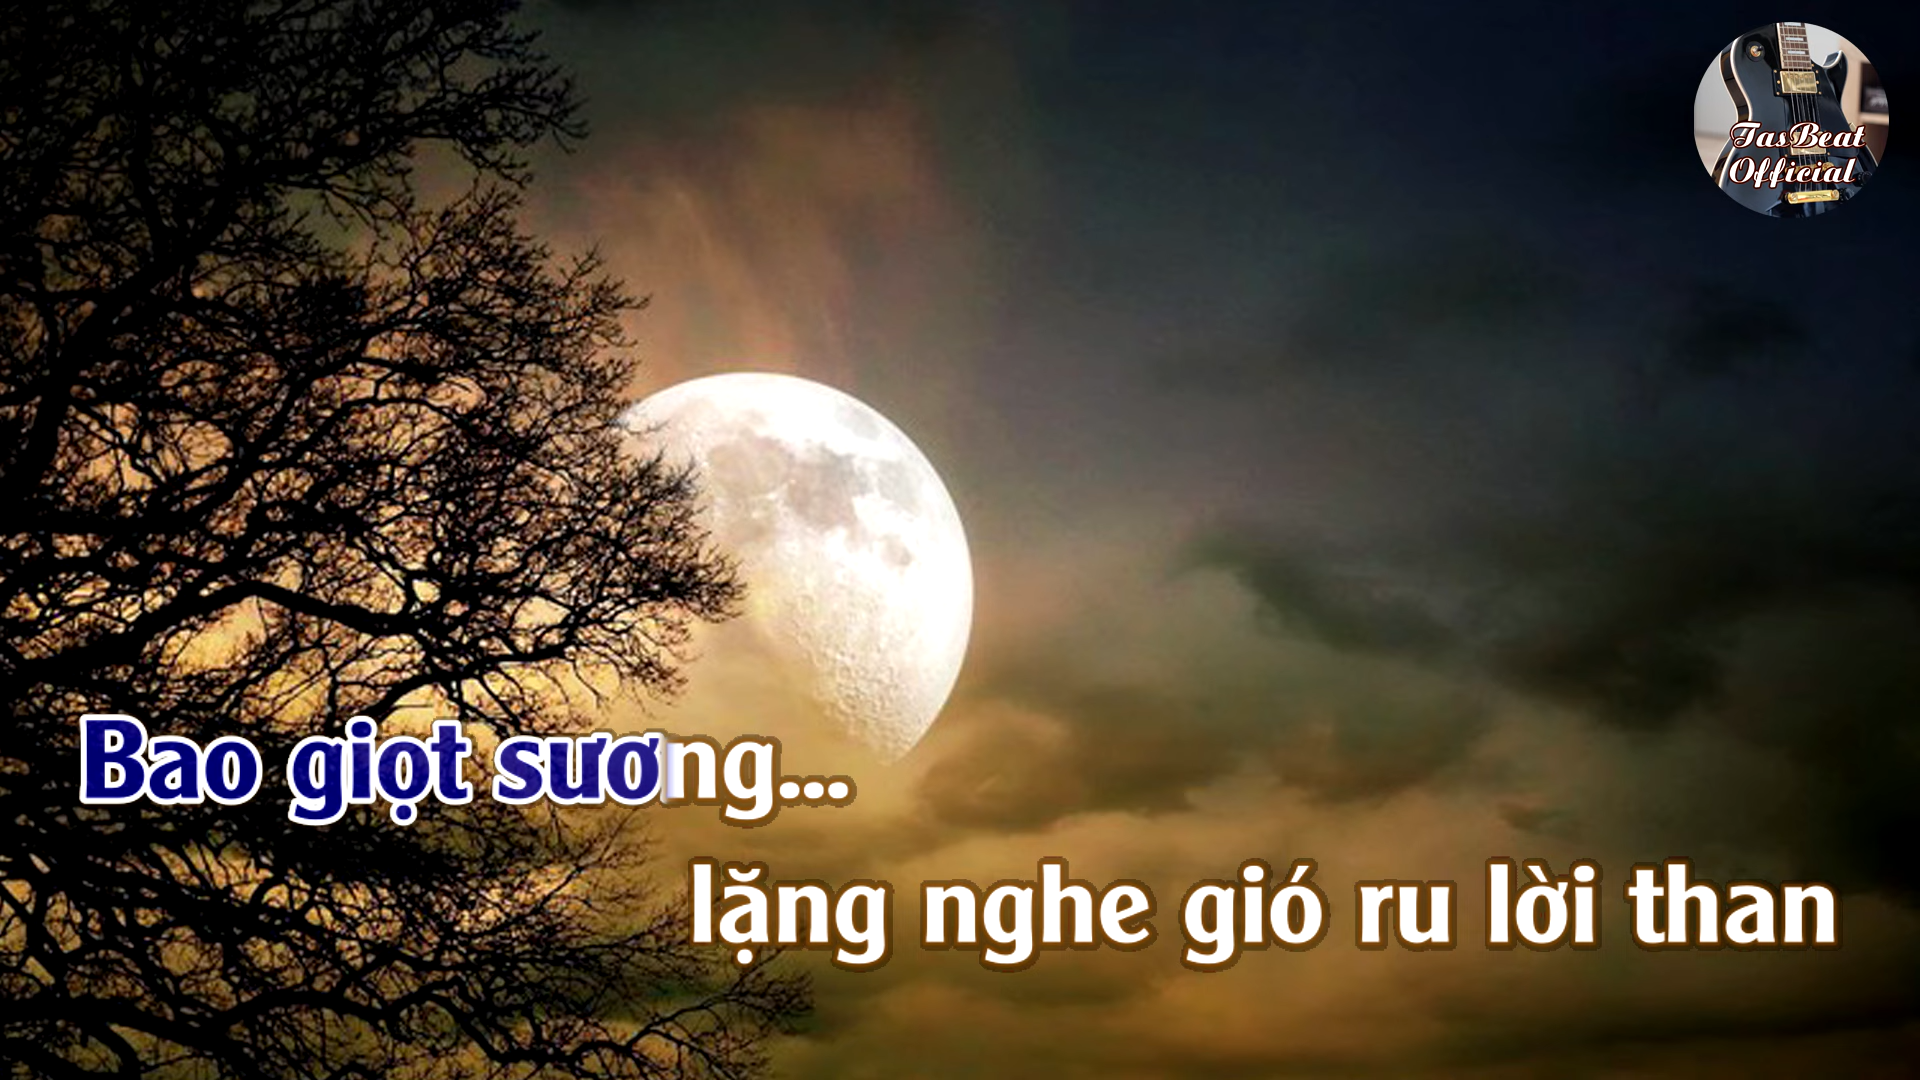 TasBeat
Official
Bao giọt sương...
lặng nghe gió ru lời than